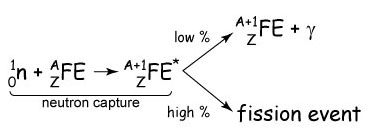 A+1
Z FE + γ
low %
1
0 n + A
Z FE → A+1
Z FE*
neutron capture
high %
fission event